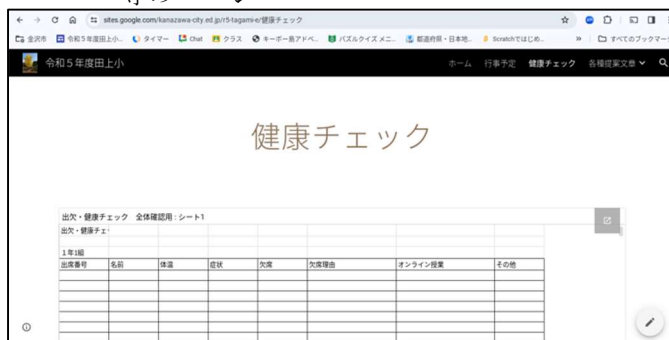 sites.google.com/kanazawa-city.ed.jp/r5-tagami-e/健康チェック
金沢市 令和5年度田上小.. タイマー Chat クラス キーボー島アドベ.. パズルクイズ メニ.. 都道府県・日本地.. Scratchではじめ.. » すべてのブックマーク
令和5年度田上小 ホーム 行事予定 健康チェック 各種提案文章
健康チェック
出欠・健康チェック 全体確認用 : シート1
出欠・健康チェ
1年1組
出席番号 名前 体温 症状 欠席 欠席理由 オンライン授業 その他